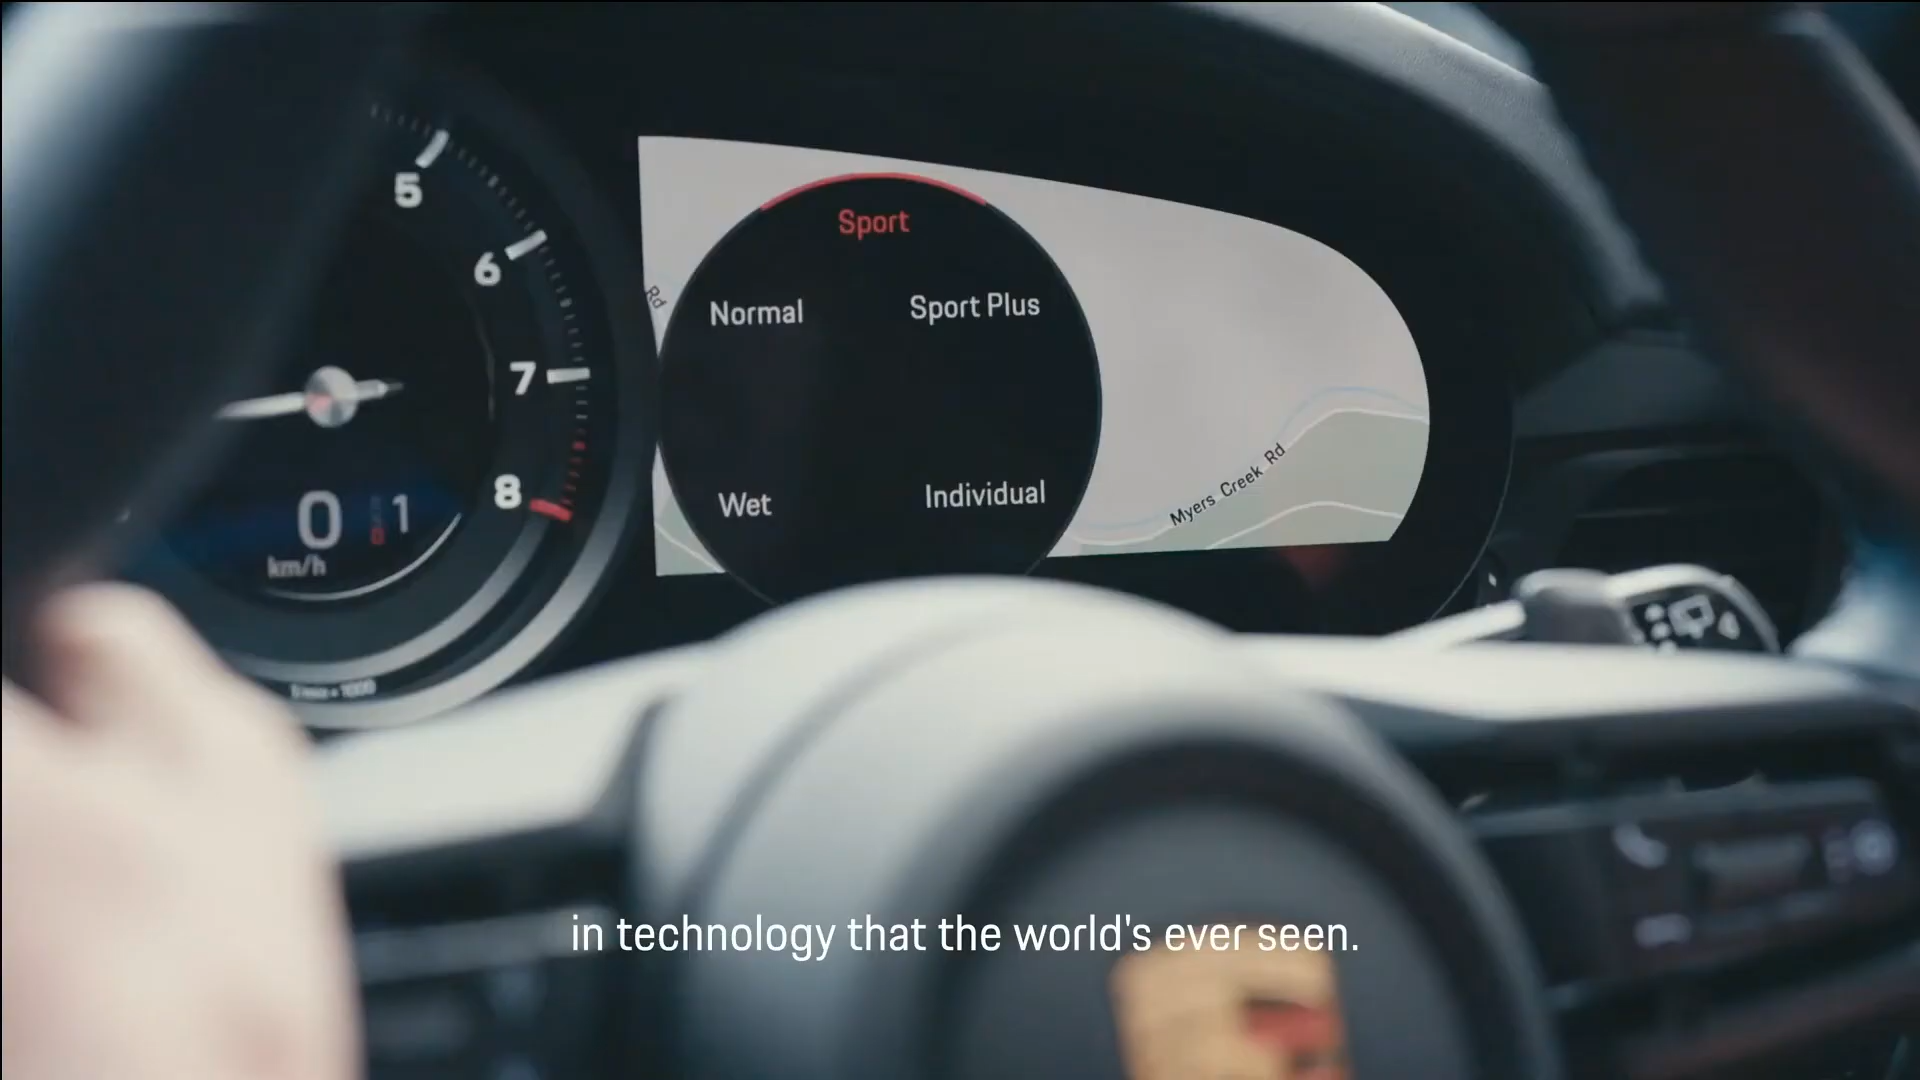 5
6
7
8
0 1
km/h
Sport
Normal
Sport Plus
Wet
Individual
Rd
Myers Creek Rd
in technology that the world's ever seen.